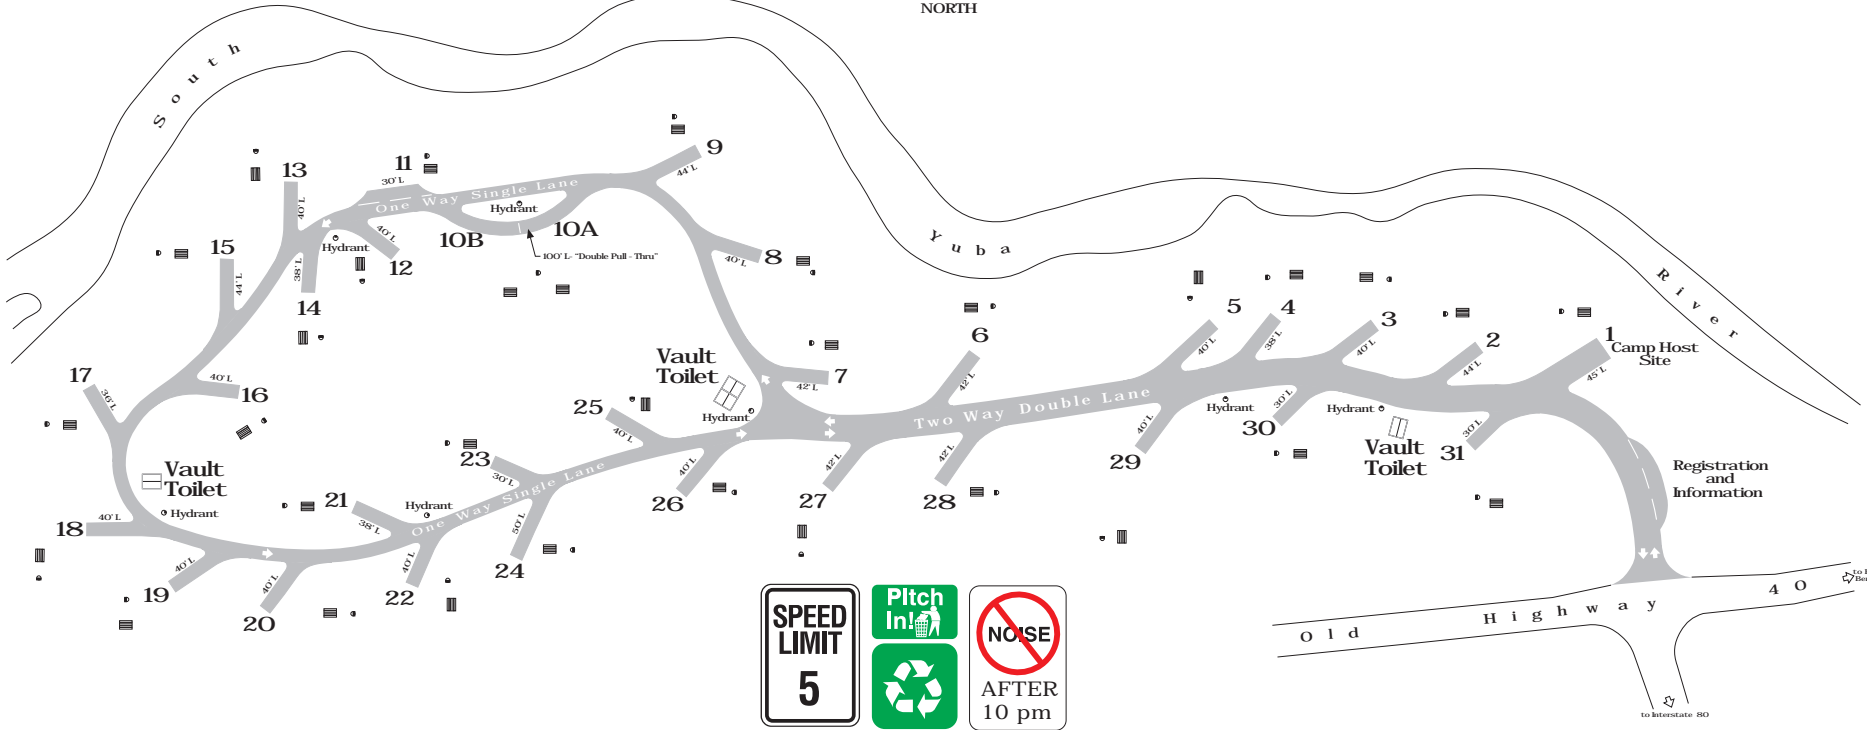 NORTH
South
Yuba
River
13
40' L
11
30' L
One Way Single Lane
Hydrant
10B
10A
100' L- "Double Pull - Thru"
9
44' L
8
40' L
40' L
12
Hydrant
38' L
14
15
44' L
17
36' L
40' L
16
Vault
Toilet
Hydrant
7
42' L
6
42' L
5
40' L
4
38' L
3
40' L
2
44' L
1
Camp Host
Site
45' L
Two Way Double Lane
Hydrant
30' L
30
Hydrant
Vault
Toilet
30' L
31
40' L
29
42' L
28
42' L
27
25
40' L
40' L
26
23
30' L
One Way Single Lane
50' L
24
21
38' L
Hydrant
40' L
22
Vault
Toilet
Hydrant
40' L
18
40' L
19
40' L
20
Registration
and
Information
Old Highway 40
to Interstate 80
SPEED
LIMIT
5
PItch
In!
NOISE
AFTER
10 pm